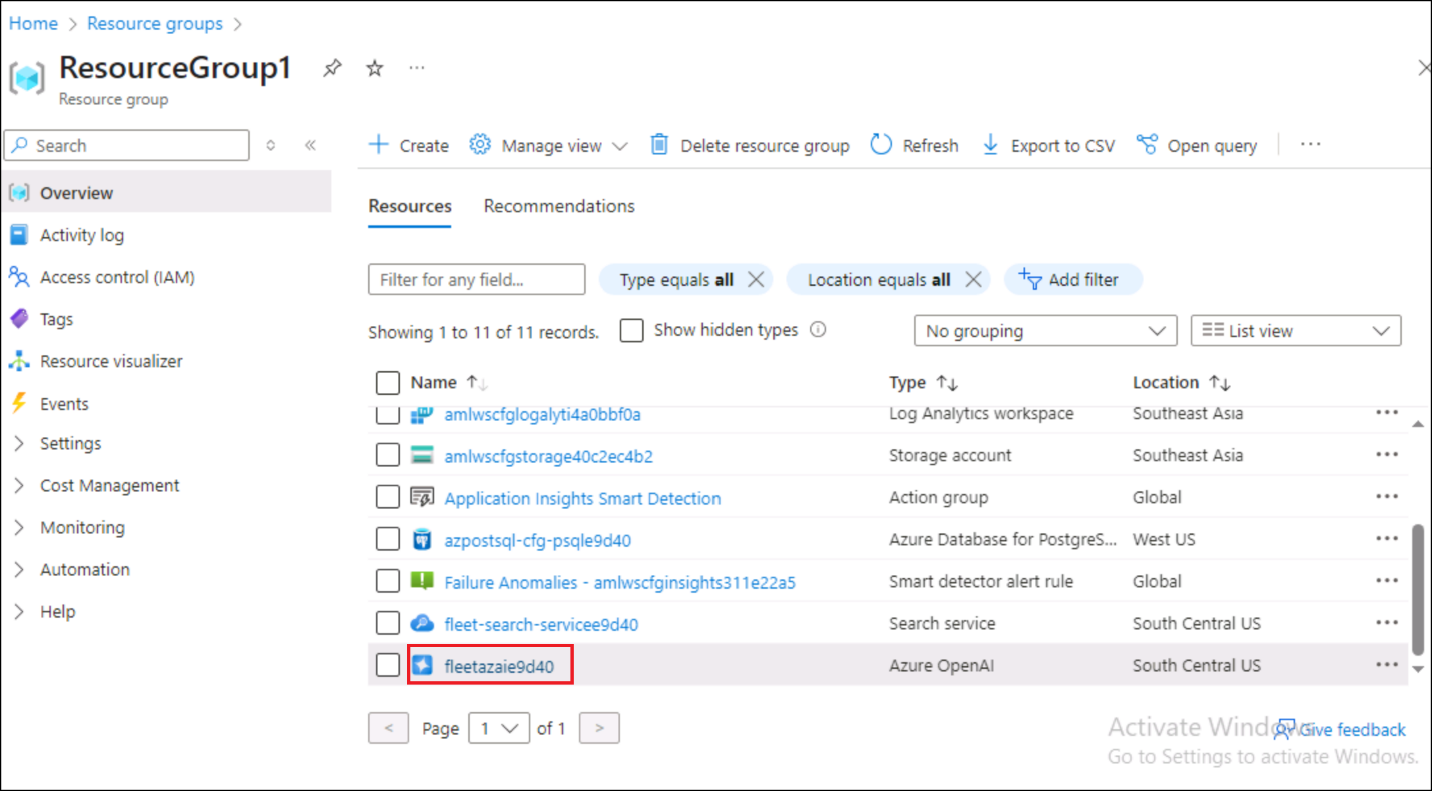 Home > Resource groups >
ResourceGroup1 ...
Resource group
Search
Create Manage view Delete resource group Refresh Export to CSV Open query ...
Overview
Activity log
Access control (IAM)
Tags
Resource visualizer
Events
Settings
Cost Management
Monitoring
Automation
Help
Resources Recommendations
Filter for any field... Type equals all Location equals all Add filter
Showing 1 to 11 of 11 records. Show hidden types No grouping List view
Name Type Location
amlwscfglogalyti4a0bbf0a Log Analytics workspace Southeast Asia ...
amlwscfgstorage40c2ec4b2 Storage account Southeast Asia ...
Application Insights Smart Detection Action group Global ...
azpostsql-cfg-psqle9d40 Azure Database for PostgreS... West US ...
Failure Anomalies - amlwscfginsights311e22a5 Smart detector alert rule Global ...
fleet-search-servicee9d40 Search service South Central US ...
fleetazaie9d40 Azure OpenAI South Central US ...
< Page 1 of 1 >
Activate Windows
Give feedback
Go to Settings to activate Windows.